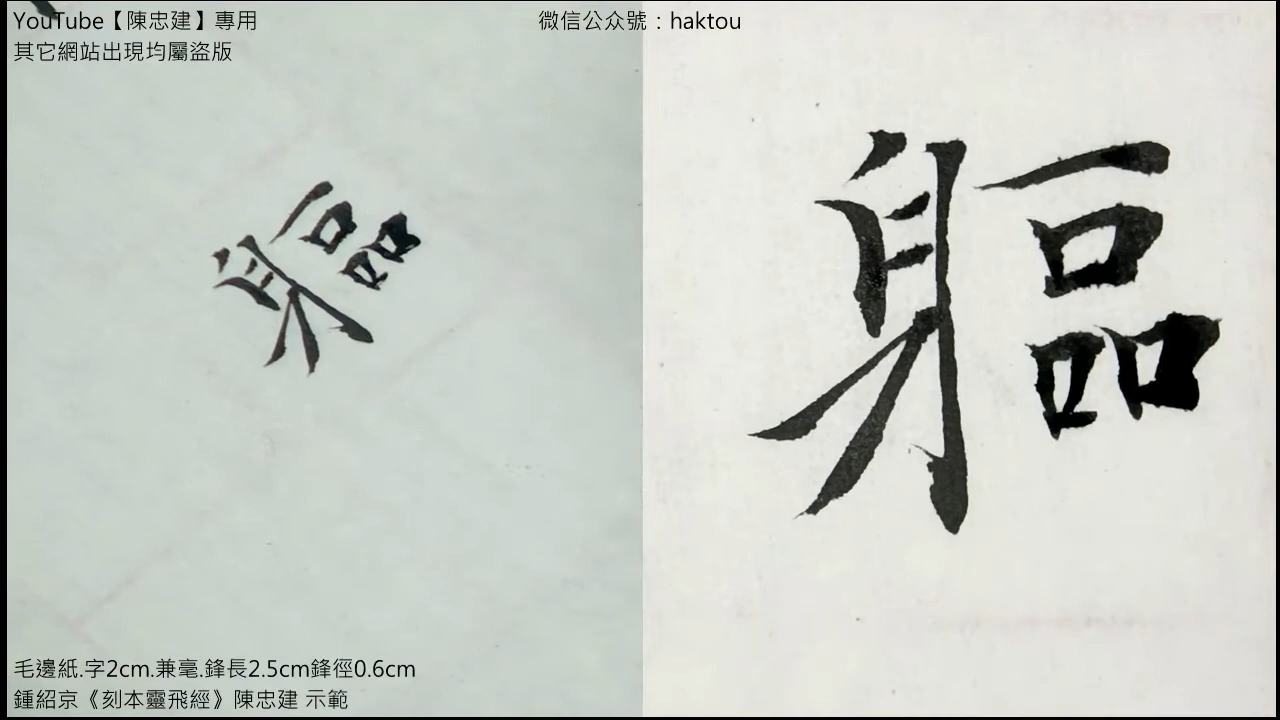 YouTube【陳忠建】專用
其它網站出現均屬盜版
微信公众號：haktou
軀
軀
毛邊紙.字2cm.兼毫.鋒長2.5cm鋒徑0.6cm
鍾紹京《刻本靈飛經》陳忠建 示範